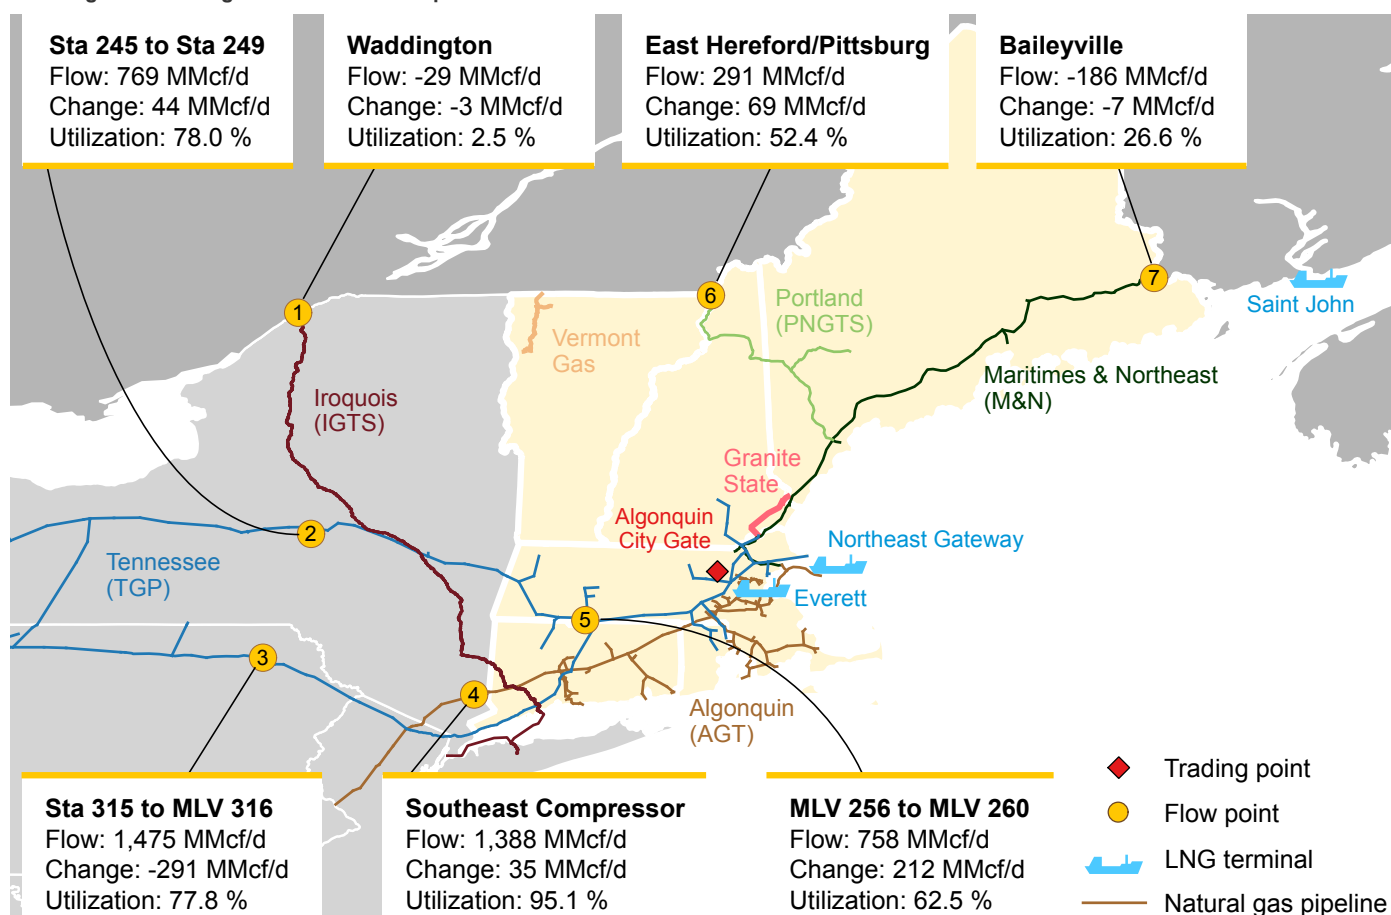 Sta 245 to Sta 249
Flow: 769 MMcf/d
Change: 44 MMcf/d
Utilization: 78.0 %
Waddington
Flow: -29 MMcf/d
Change: -3 MMcf/d
Utilization: 2.5 %
East Hereford/Pittsburg
Flow: 291 MMcf/d
Change: 69 MMcf/d
Utilization: 52.4 %
Baileyville
Flow: -186 MMcf/d
Change: -7 MMcf/d
Utilization: 26.6 %
1
6
7
Saint John
Portland
(PNGTS)
Vermont
Gas
Maritimes & Northeast
(M&N)
Iroquois
(IGTS)
Granite
State
Algonquin
City Gate
2
Northeast Gateway
Tennessee
(TGP)
Everett
5
3
4
Algonquin
(AGT)
Sta 315 to MLV 316
Flow: 1,475 MMcf/d
Change: -291 MMcf/d
Utilization: 77.8 %
Southeast Compressor
Flow: 1,388 MMcf/d
Change: 35 MMcf/d
Utilization: 95.1 %
MLV 256 to MLV 260
Flow: 758 MMcf/d
Change: 212 MMcf/d
Utilization: 62.5 %
Trading point
Flow point
LNG terminal
Natural gas pipeline